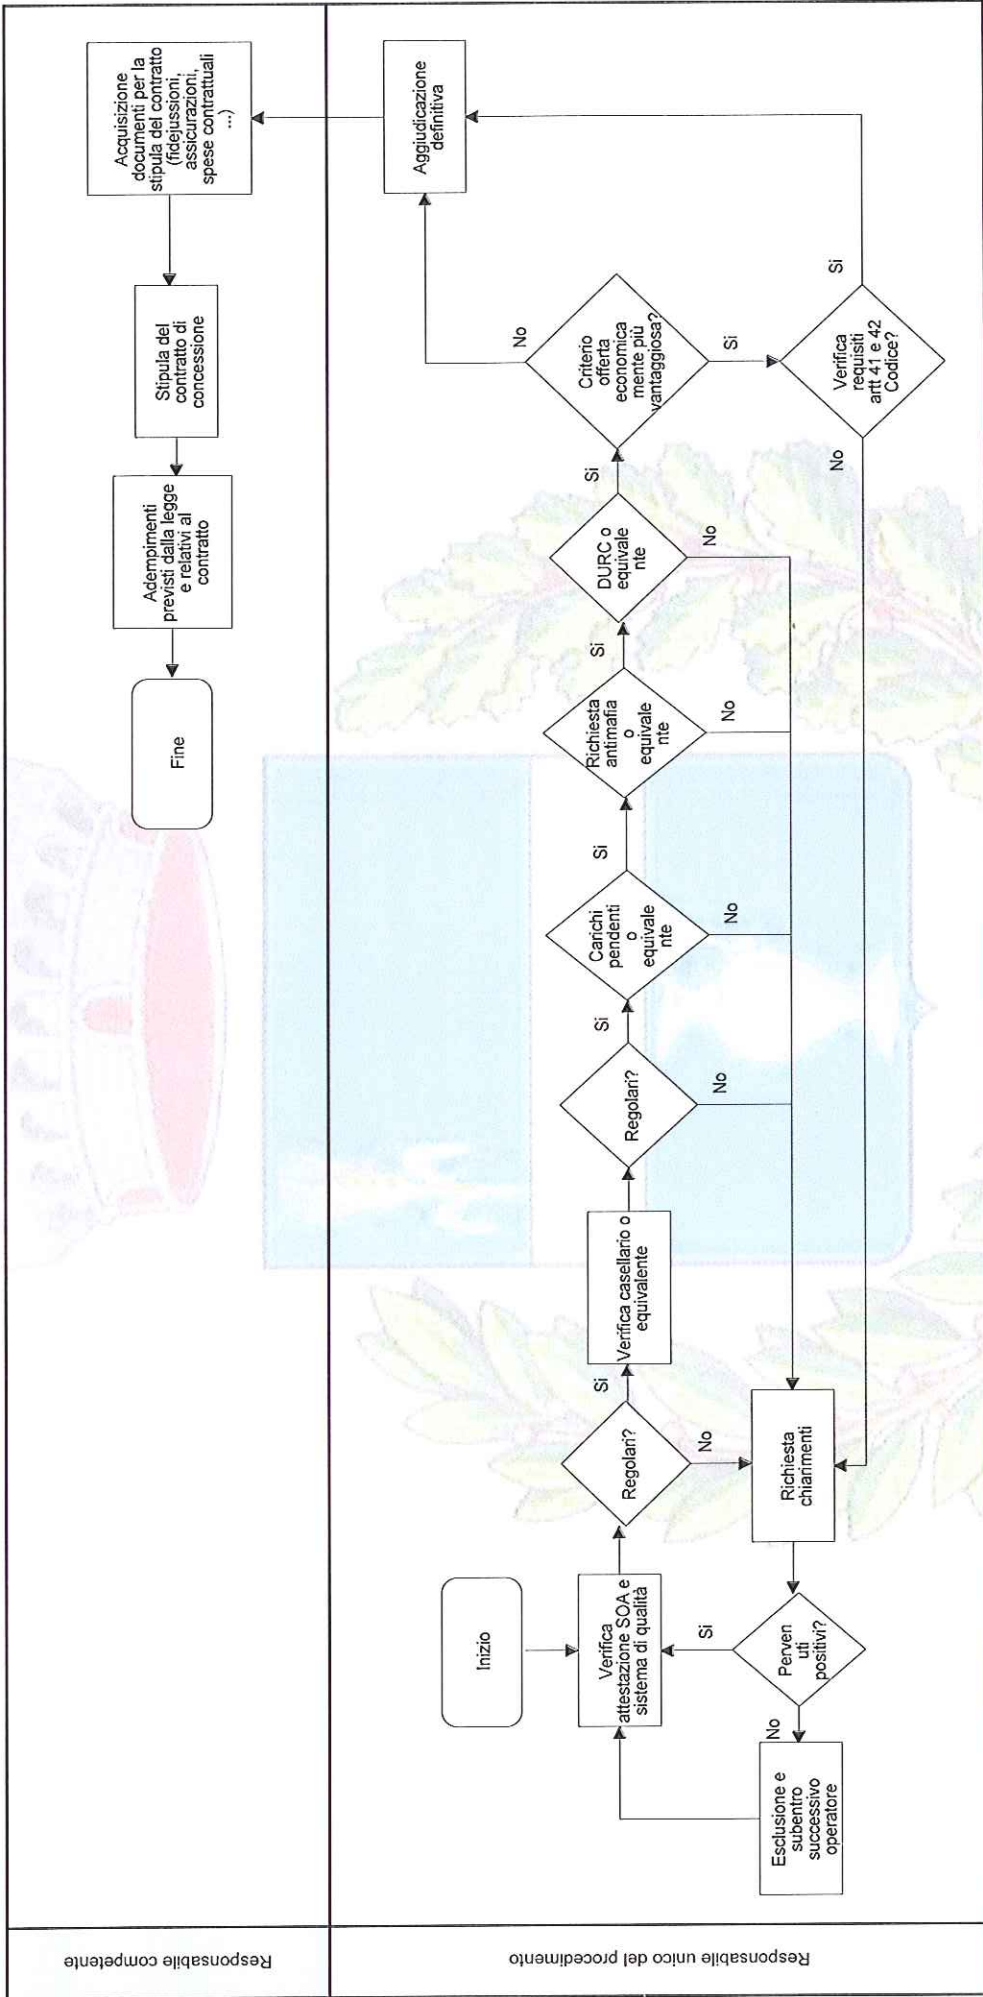 Responsabile competente
Acquisizione
documenti per la
stipula del contratto
(fidejussioni,
assicurazioni,
spese contrattuali
...)
Stipula del
contratto di
concessione
Adempimenti
previsti dalla legge
e relativi al
contratto
Fine
Responsabile unico del procedimento
Inizio
Verifica
attestazione SOA e
sistema di qualità
Regolari?
Si
No
Verifica casellario o
equivalente
Regolari?
Si
No
Carichi
pendenti
o
equivale
nte
Si
No
Richiesta
antimafia
o
equivale
nte
Si
No
DURC o
equivale
nte
Si
No
Criterio
offerta
economica
mente più
vantaggiosa?
No
Si
Verifica
requisiti
artt 41 e 42
Codice?
Si
No
Aggiudicazione
definitiva
Richiesta
chiarimenti
Perven
uti
positivi?
Si
No
Esclusione e
subentro
successivo
operatore